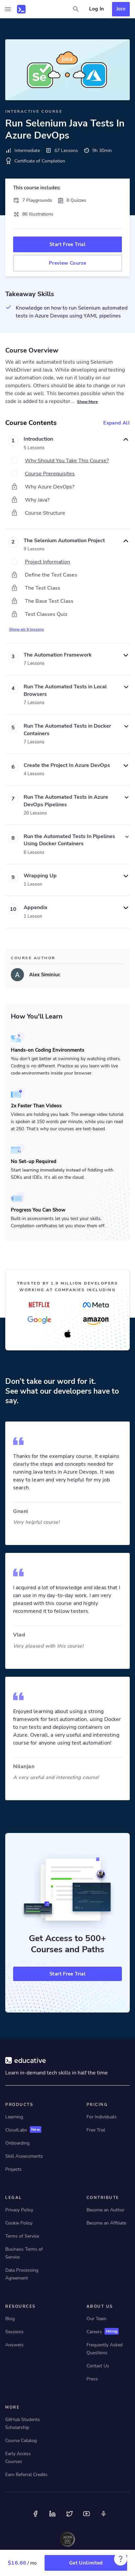 Log In
Join
INTERACTIVE COURSE
Run Selenium Java Tests In
Azure DevOps
Intermediate
67 Lessons
9h 30min
Certificate of Completion
This course includes:
7 Playgrounds
8 Quizzes
86 Illustrations
Start Free Trial
Preview Course
Takeaway Skills
Knowledge on how to run Selenium automated
tests in Azure Devops using YAML pipelines
Course Overview
We all write automated tests using Selenium
WebDriver and Java. While developing and testing
automation code, we run it locally on our
machines. Others should also be able to clone or
pull our code and run it on their machines. But this
approach is not ideal. This becomes possible when
the code is added to a repositor... Show More
Course Contents
Expand All
1
Introduction
5 Lessons
Why Should You Take This Course?
Course Prerequisites
Why Azure DevOps?
Why Java?
Course Structure
2
The Selenium Automation Project
9 Lessons
Project Information
Define the Test Cases
The Test Class
The Base Test Class
Test Classes Quiz
Show all 9 lessons
3
The Automation Framework
7 Lessons
4
Run The Automated Tests in Local
Browsers
7 Lessons
5
Run The Automated Tests in Docker
Containers
7 Lessons
6
Create the Project In Azure DevOps
4 Lessons
7
Run The Automated Tests in Azure
DevOps Pipelines
20 Lessons
8
Run the Automated Tests In Pipelines
Using Docker Containers
6 Lessons
9
Wrapping Up
1 Lesson
10
Appendix
1 Lesson
COURSE AUTHOR
A
Alex Siminiuc
How You'll Learn
Hands-on Coding Environments
You don't get better at swimming by watching others.
Coding is no different. Practice as you learn with live
code environments inside your browser.
2x Faster Than Videos
Videos are holding you back. The average video tutorial
is spoken at 150 words per minute, while you can read
at 250. That's why our courses are text-based.
No Set-up Required
Start learning immediately instead of fiddling with
SDKs and IDEs. It's all on the cloud.
Progress You Can Show
Built in assessments let you test your skills.
Completion certificates let you show them off.
TRUSTED BY 1.9 MILLION DEVELOPERS
WORKING AT COMPANIES INCLUDING
NETFLIX
Meta
Google
amazon
Don't take our word for it.
See what our developers have to
say.
Thanks for the exemplary course. It explains
exactly the steps and concepts needed for
running Java tests in Azure Devops. It was
to easy to learn and very helpful for my job
search.
Gnani
Very helpful course!
I acquired a lot of knowledge and ideas that I
can use in my day-to-day work. I am very
pleased with this course and would highly
recommend it to other testers.
Vlad
Very pleased with this course!
Enjoyed learning about using a strong
framework for tests and how using Docker
to run tests and deploying containers on
Azure. Overall, a very useful and informative
course for anyone using test automation!
Nilanjan
A very useful and interesting course!
Get Access to 500+
Courses and Paths
Start Free Trial
educative
Learn in-demand tech skills in half the time
PRODUCTS
PRICING
Learning
For Individuals
CloudLabs New
Free Trial
Onboarding
Skill Assessments
Projects
LEGAL
CONTRIBUTE
Privacy Policy
Become an Author
Cookie Policy
Become an Affiliate
Terms of Service
Business Terms of
Service
Data Processing
Agreement
RESOURCES
ABOUT US
Blog
Our Team
Sessions
Careers Hiring
Answers
Frequently Asked
Questions
Contact Us
Press
MORE
GitHub Students
Scholarship
Course Catalog
Early Access
Courses
Earn Referral Credits
$16.66 / mo
Get Unlimited
?